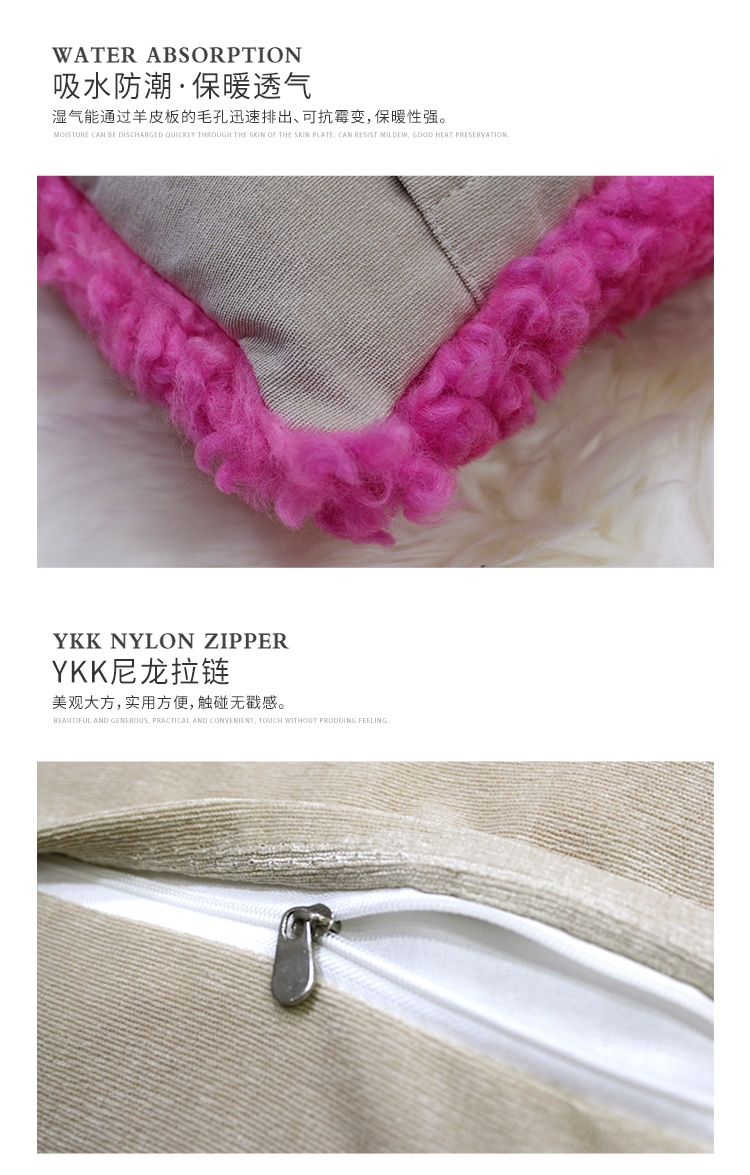 WATER ABSORPTION
吸水防潮·保暖透气
湿气能通过羊皮板的毛孔迅速排出、可抗霉变，保暖性强。
MOISTURE CAN BE DISCHARGED QUICKLY THROUGH THE SKIN OF THE SKIN PLATE, CAN RESIST MILDEW, GOOD HEAT PRESERVATION.
YKK NYLON ZIPPER
YKK尼龙拉链
美观大方，实用方便，触碰无戳感。
BEAUTIFUL AND GENEROUS, PRACTICAL AND CONVENIENT, TOUCH WITHOUT PRODDING FEELING.